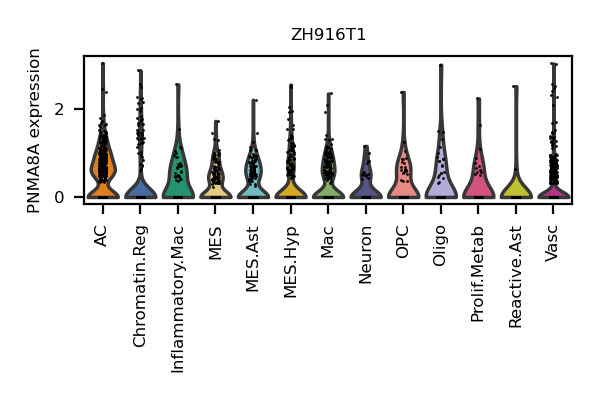 ZH916T1
PNMA8A expression
2
0
AC
Chromatin.Reg
Inflammatory.Mac
MES
MES.Ast
MES.Hyp
Mac
Neuron
OPC
Oligo
Prolif.Metab
Reactive.Ast
Vasc